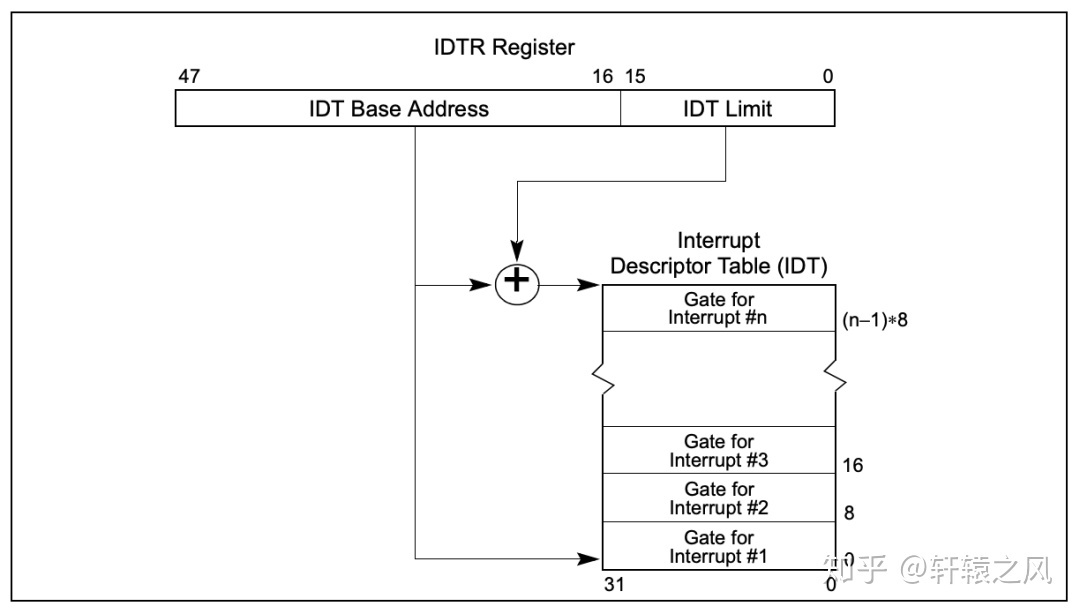 IDTR Register
47 16 15 0
IDT Base Address IDT Limit
+
Interrupt
Descriptor Table (IDT)
Gate for
Interrupt #n
(n–1)∗8
Gate for
Interrupt #3
16
Gate for
Interrupt #2
8
Gate for
Interrupt #1
0
31 0
知乎 @轩辕之风